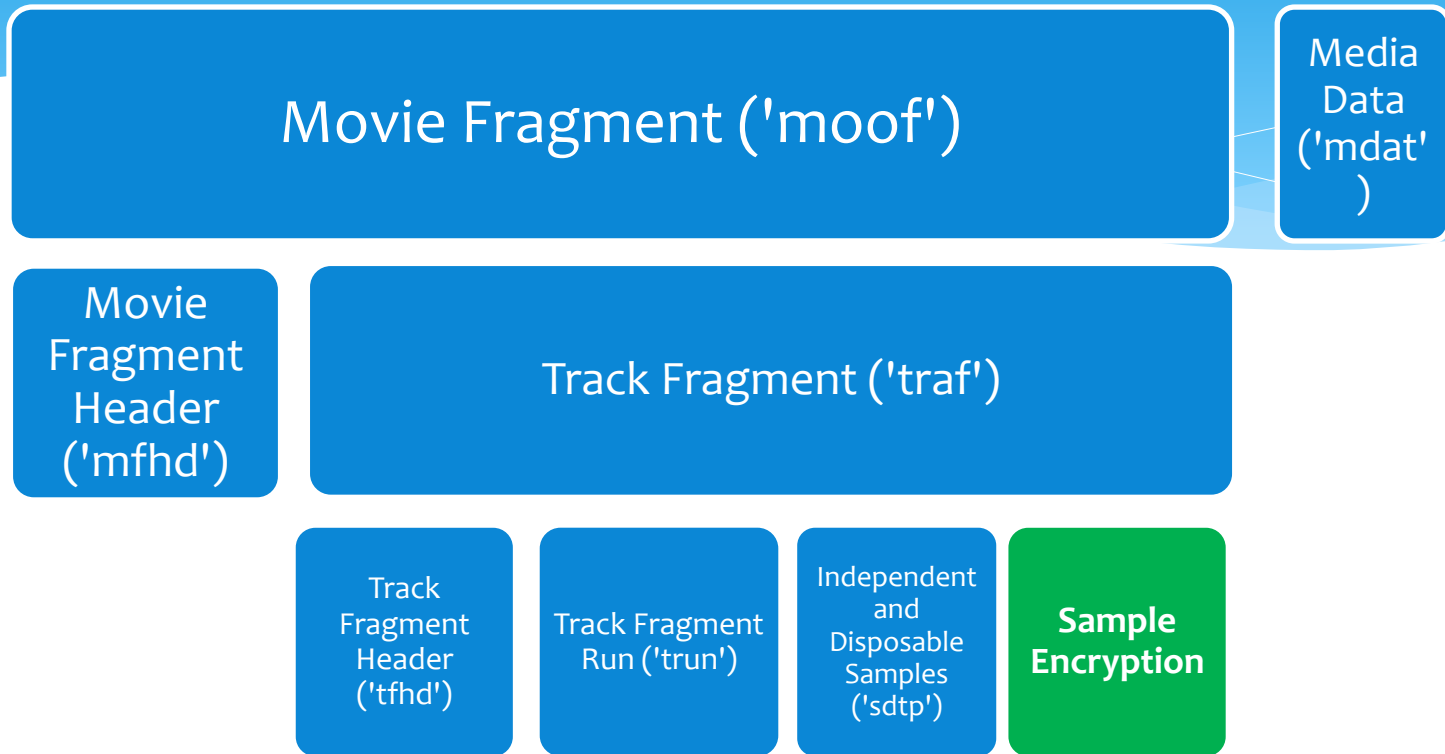 Movie Fragment ('moof')
Media
Data
('mdat'
)
Movie
Fragment
Header
('mfhd')
Track Fragment ('traf')
Track
Fragment
Header
('tfhd')
Track Fragment
Run ('trun')
Independent
and
Disposable
Samples
('sdtp')
Sample
Encryption